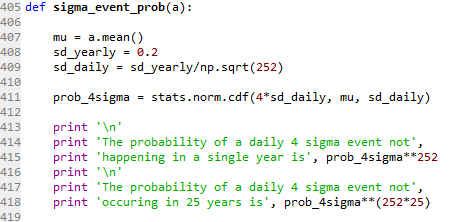 405 def sigma_event_prob(a):
406
407     mu = a.mean()
408     sd_yearly = 0.2
409     sd_daily = sd_yearly/np.sqrt(252)
410
411     prob_4sigma = stats.norm.cdf(4*sd_daily, mu, sd_daily)
412
413     print '\n'
414     print 'The probability of a daily 4 sigma event not',
415     print 'happening in a single year is', prob_4sigma**252
416     print '\n'
417     print 'The probability of a daily 4 sigma event not',
418     print 'occuring in 25 years is', prob_4sigma**(252*25)
419